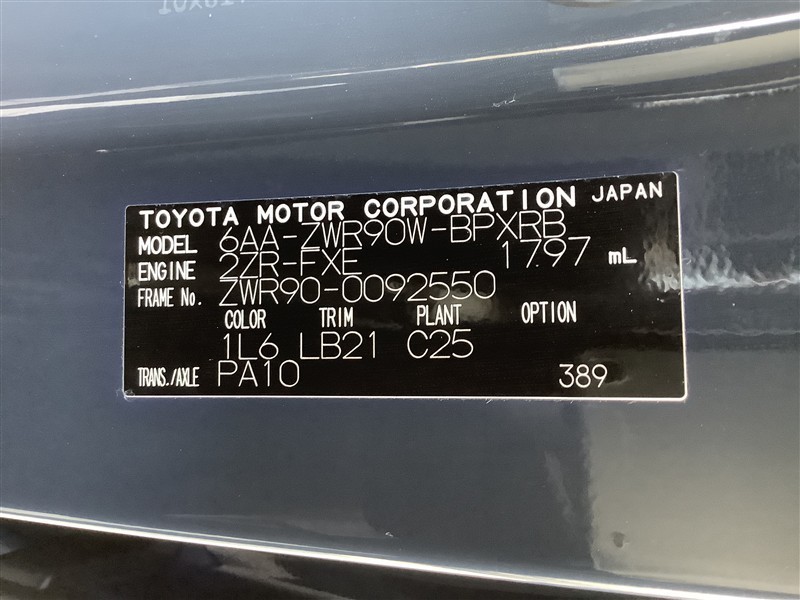 TOYOTA MOTOR CORPORATION JAPAN
MODEL 6AA-ZWR90W-BPXRB
ENGINE 2ZR-FXE 1797 mL
FRAME No. ZWR90-0092550
COLOR TRIM PLANT OPTION
1L6 LB21 C25
TRANS./AXLE PA10 389